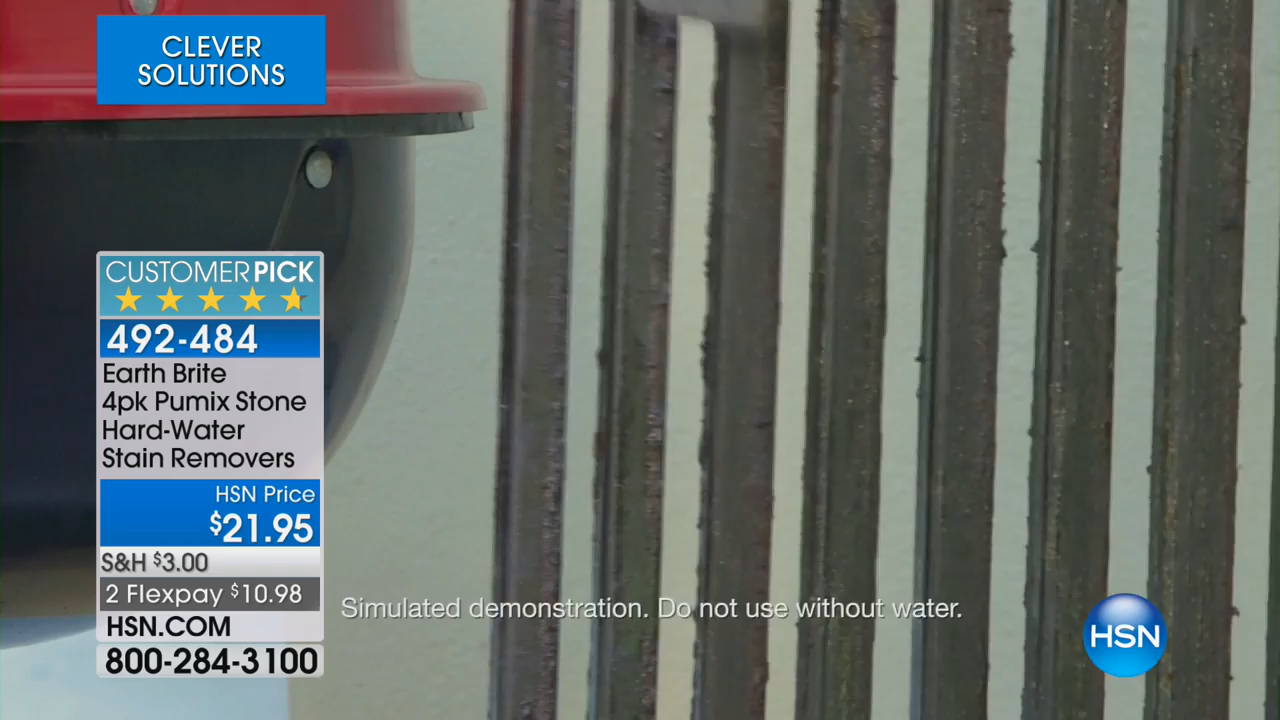 CLEVER
SOLUTIONS
CUSTOMER PICK
492-484
Earth Brite
4pk Pumix Stone
Hard-Water
Stain Removers
HSN Price
$21.95
S&H $3.00
2 Flexpay $10.98
HSN.COM
800-284-3100
Simulated demonstration. Do not use without water.
HSN